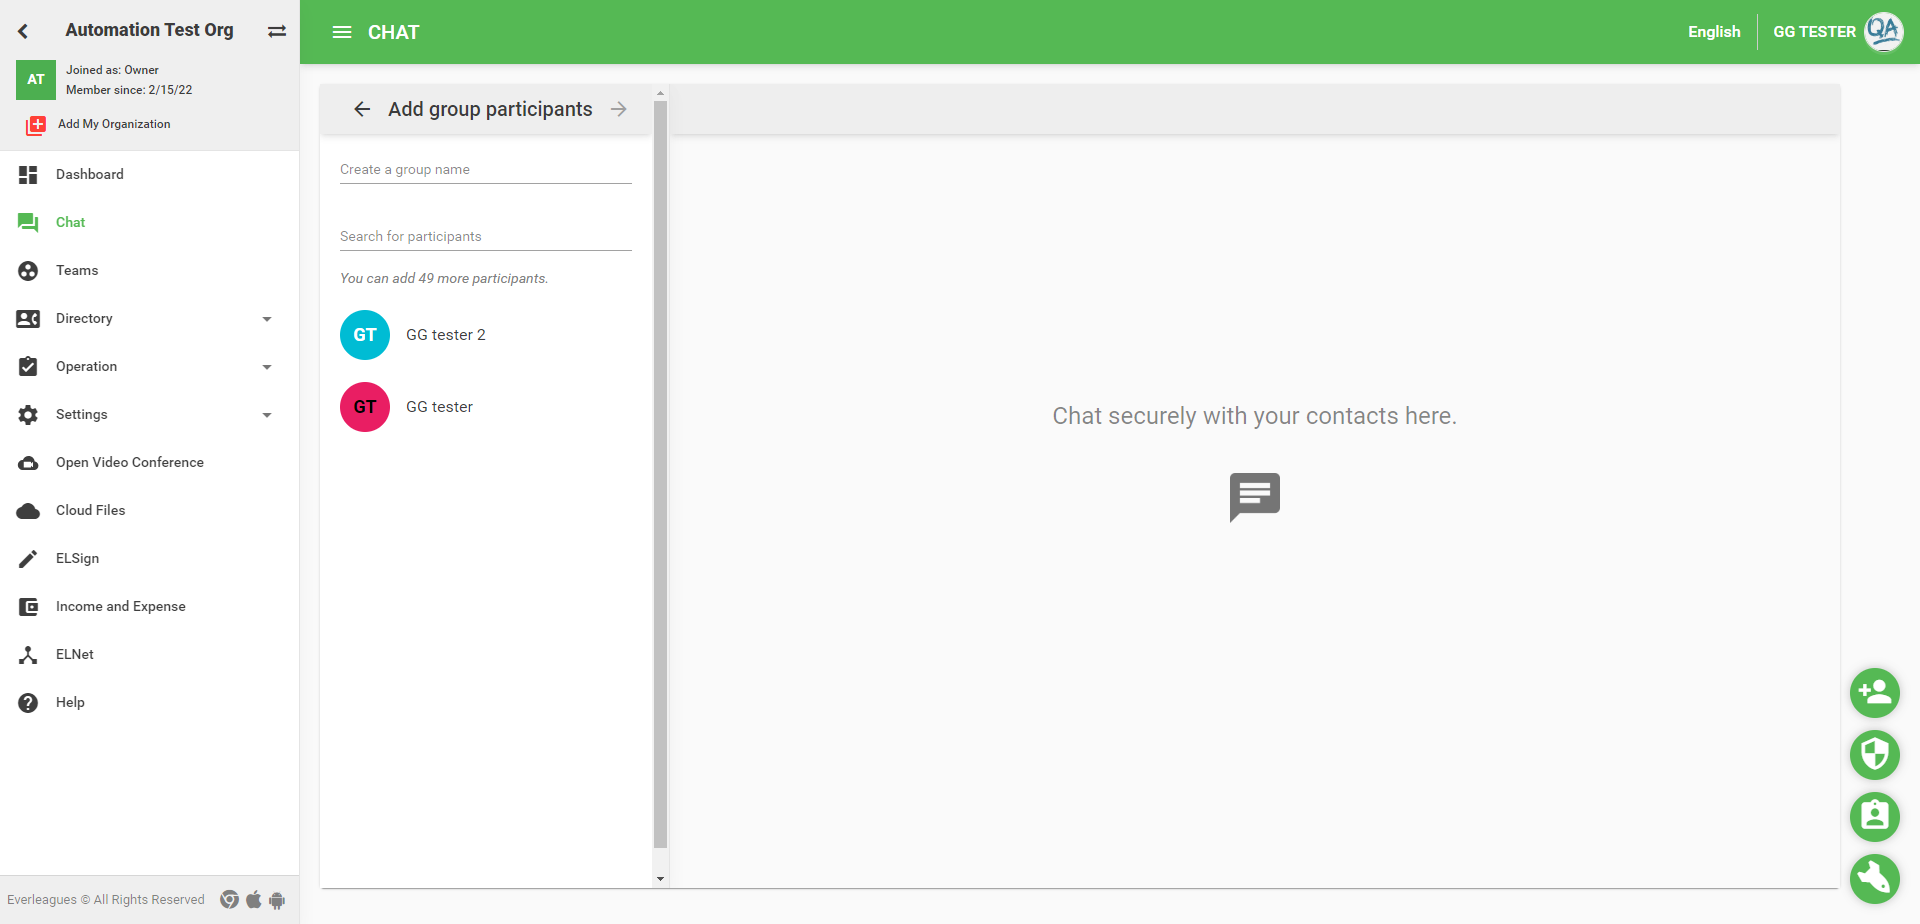 Automation Test Org
AT
Joined as: Owner
Member since: 2/15/22
Add My Organization
Dashboard
Chat
Teams
Directory
Operation
Settings
Open Video Conference
Cloud Files
ELSign
Income and Expense
ELNet
Help
Everleagues © All Rights Reserved
CHAT
English
GG TESTER
QA
Add group participants
Create a group name
Search for participants
You can add 49 more participants.
GT
GG tester 2
GT
GG tester
Chat securely with your contacts here.